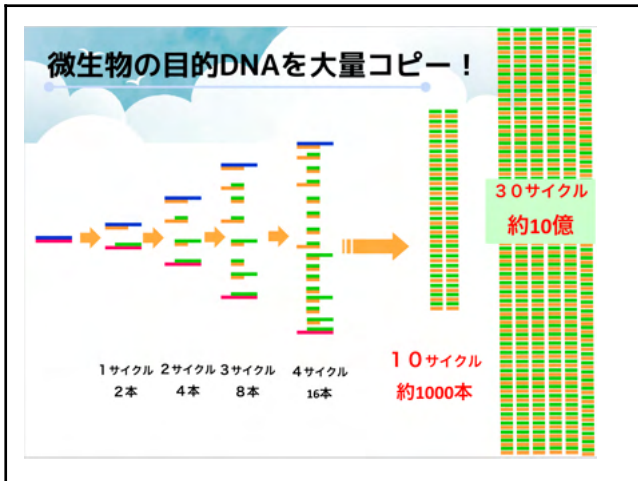 微生物の目的DNAを大量コピー！
1サイクル
2本
2サイクル
4本
3サイクル
8本
4サイクル
16本
10サイクル
約1000本
30サイクル
約10億